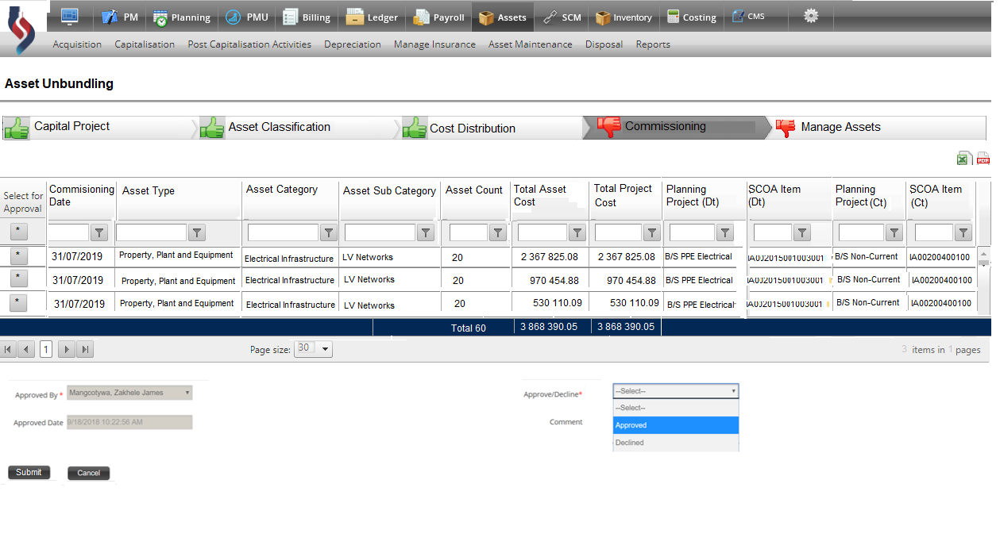 PM Planning PMU Billing Ledger Payroll Assets SCM Inventory Costing CMS
Acquisition Capitalisation Post Capitalisation Activities Depreciation Manage Insurance Asset Maintenance Disposal Reports
Asset Unbundling
Capital Project Asset Classification Cost Distribution Commissioning Manage Assets
PDF
Select for Approval Commisioning Date Asset Type Asset Category Asset Sub Category Asset Count Total Asset Cost Total Project Cost Planning Project (Dt) SCOA Item (Dt) Planning Project (Ct) SCOA Item (Ct)
*
* 31/07/2019 Property, Plant and Equipment Electrical Infrastructure LV Networks 20 2 367 825.08 2 367 825.08 B/S PPE Electrical IA002015001003001 B/S Non-Current IA00200400100
* 31/07/2019 Property, Plant and Equipment Electrical Infrastructure LV Networks 20 970 454.88 970 454.88 B/S PPE Electrical IA002015001003001 B/S Non-Current IA00200400100
* 31/07/2019 Property, Plant and Equipment Electrical Infrastructure LV Networks 20 530 110.09 530 110.09 B/S PPE Electrical IA002015001003001 B/S Non-Current IA00200400100
Total 60 3 868 390.05 3 868 390.05
1 Page size: 30 3 items in 1 pages
Approved By * Mangcotywa, Zakhele James Approve/Decline* --Select--
--Select--
Approved Date 9/18/2018 10:22:56 AM Comment Approved
Declined
Submit Cancel